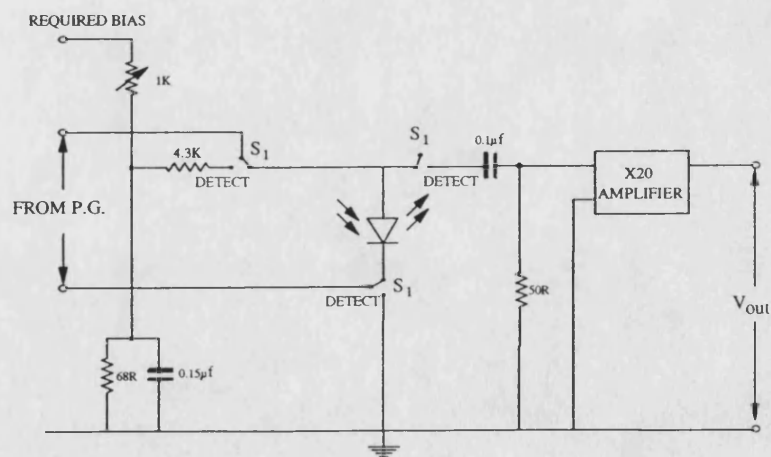 REQUIRED BIAS
1K
S1
S1
0.1µf
4.3K
DETECT
DETECT
X20
AMPLIFIER
FROM P.G.
DETECT
S1
50R
Vout
68R
0.15µf